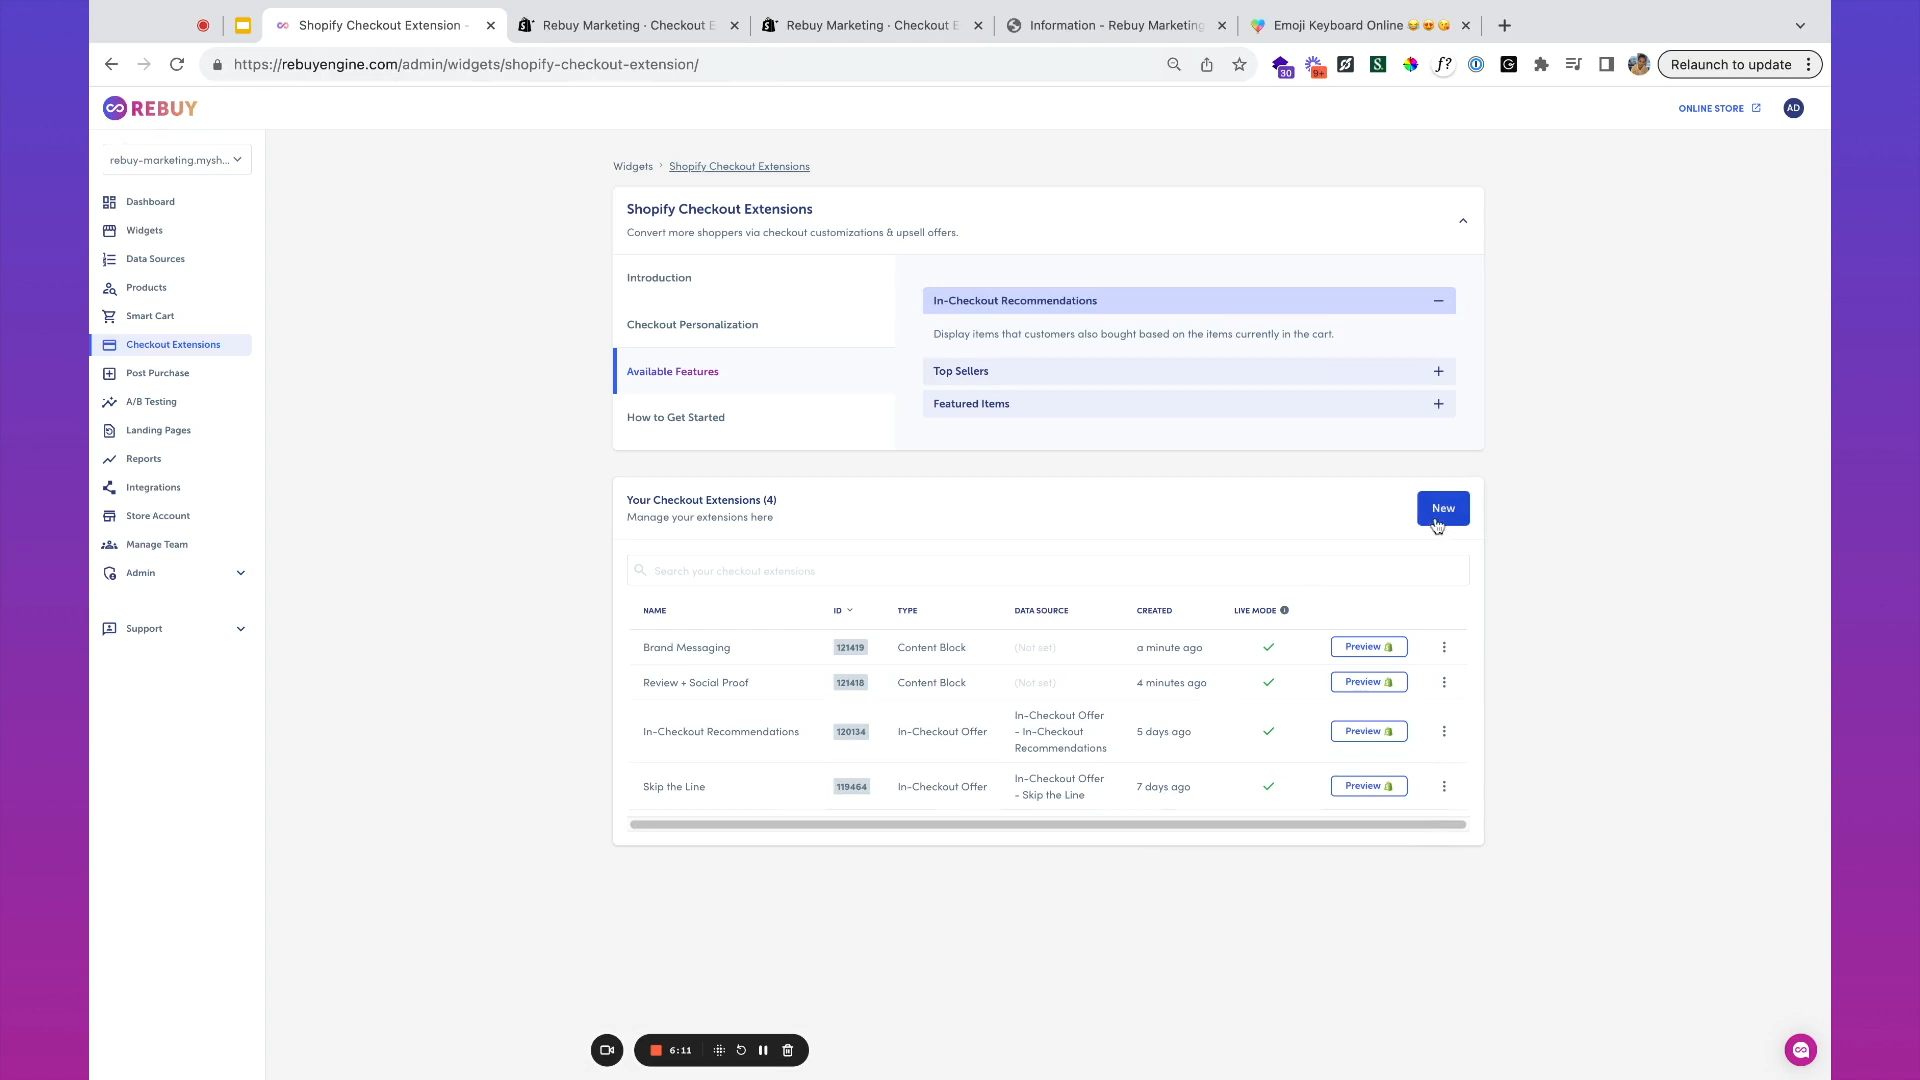 Shopify Checkout Extension -
Rebuy Marketing · Checkout E
Rebuy Marketing · Checkout E
Information - Rebuy Marketing
Emoji Keyboard Online 😂😍😘
https://rebuyengine.com/admin/widgets/shopify-checkout-extension/
30
9+
S.
f?
G
Relaunch to update
REBUY
ONLINE STORE
AD
rebuy-marketing.mysh...
Dashboard
Widgets
Data Sources
Products
Smart Cart
Checkout Extensions
Post Purchase
A/B Testing
Landing Pages
Reports
Integrations
Store Account
Manage Team
Admin
Support
Widgets > Shopify Checkout Extensions
Shopify Checkout Extensions
Convert more shoppers via checkout customizations & upsell offers.
Introduction
Checkout Personalization
Available Features
How to Get Started
In-Checkout Recommendations
Display items that customers also bought based on the items currently in the cart.
Top Sellers
Featured Items
Your Checkout Extensions (4)
Manage your extensions here
New
Search your checkout extensions
NAME ID TYPE DATA SOURCE CREATED LIVE MODE
Brand Messaging 121419 Content Block (Not set) a minute ago Preview
Review + Social Proof 121418 Content Block (Not set) 4 minutes ago Preview
In-Checkout Recommendations 120134 In-Checkout Offer In-Checkout Offer
- In-Checkout
Recommendations
5 days ago Preview
Skip the Line 119464 In-Checkout Offer In-Checkout Offer
- Skip the Line
7 days ago Preview
6:11